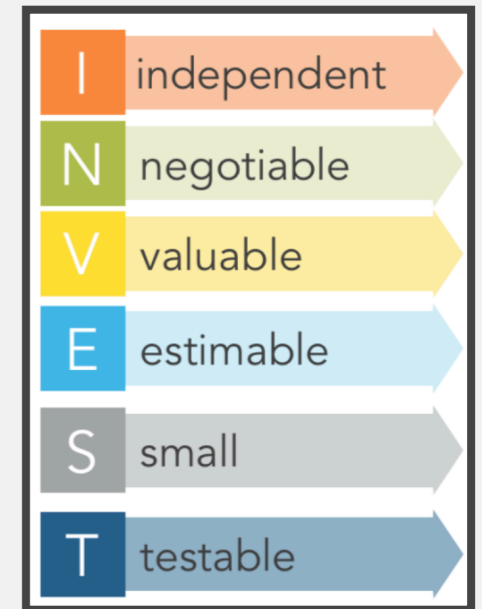 I independent
N negotiable
V valuable
E estimable
S small
T testable